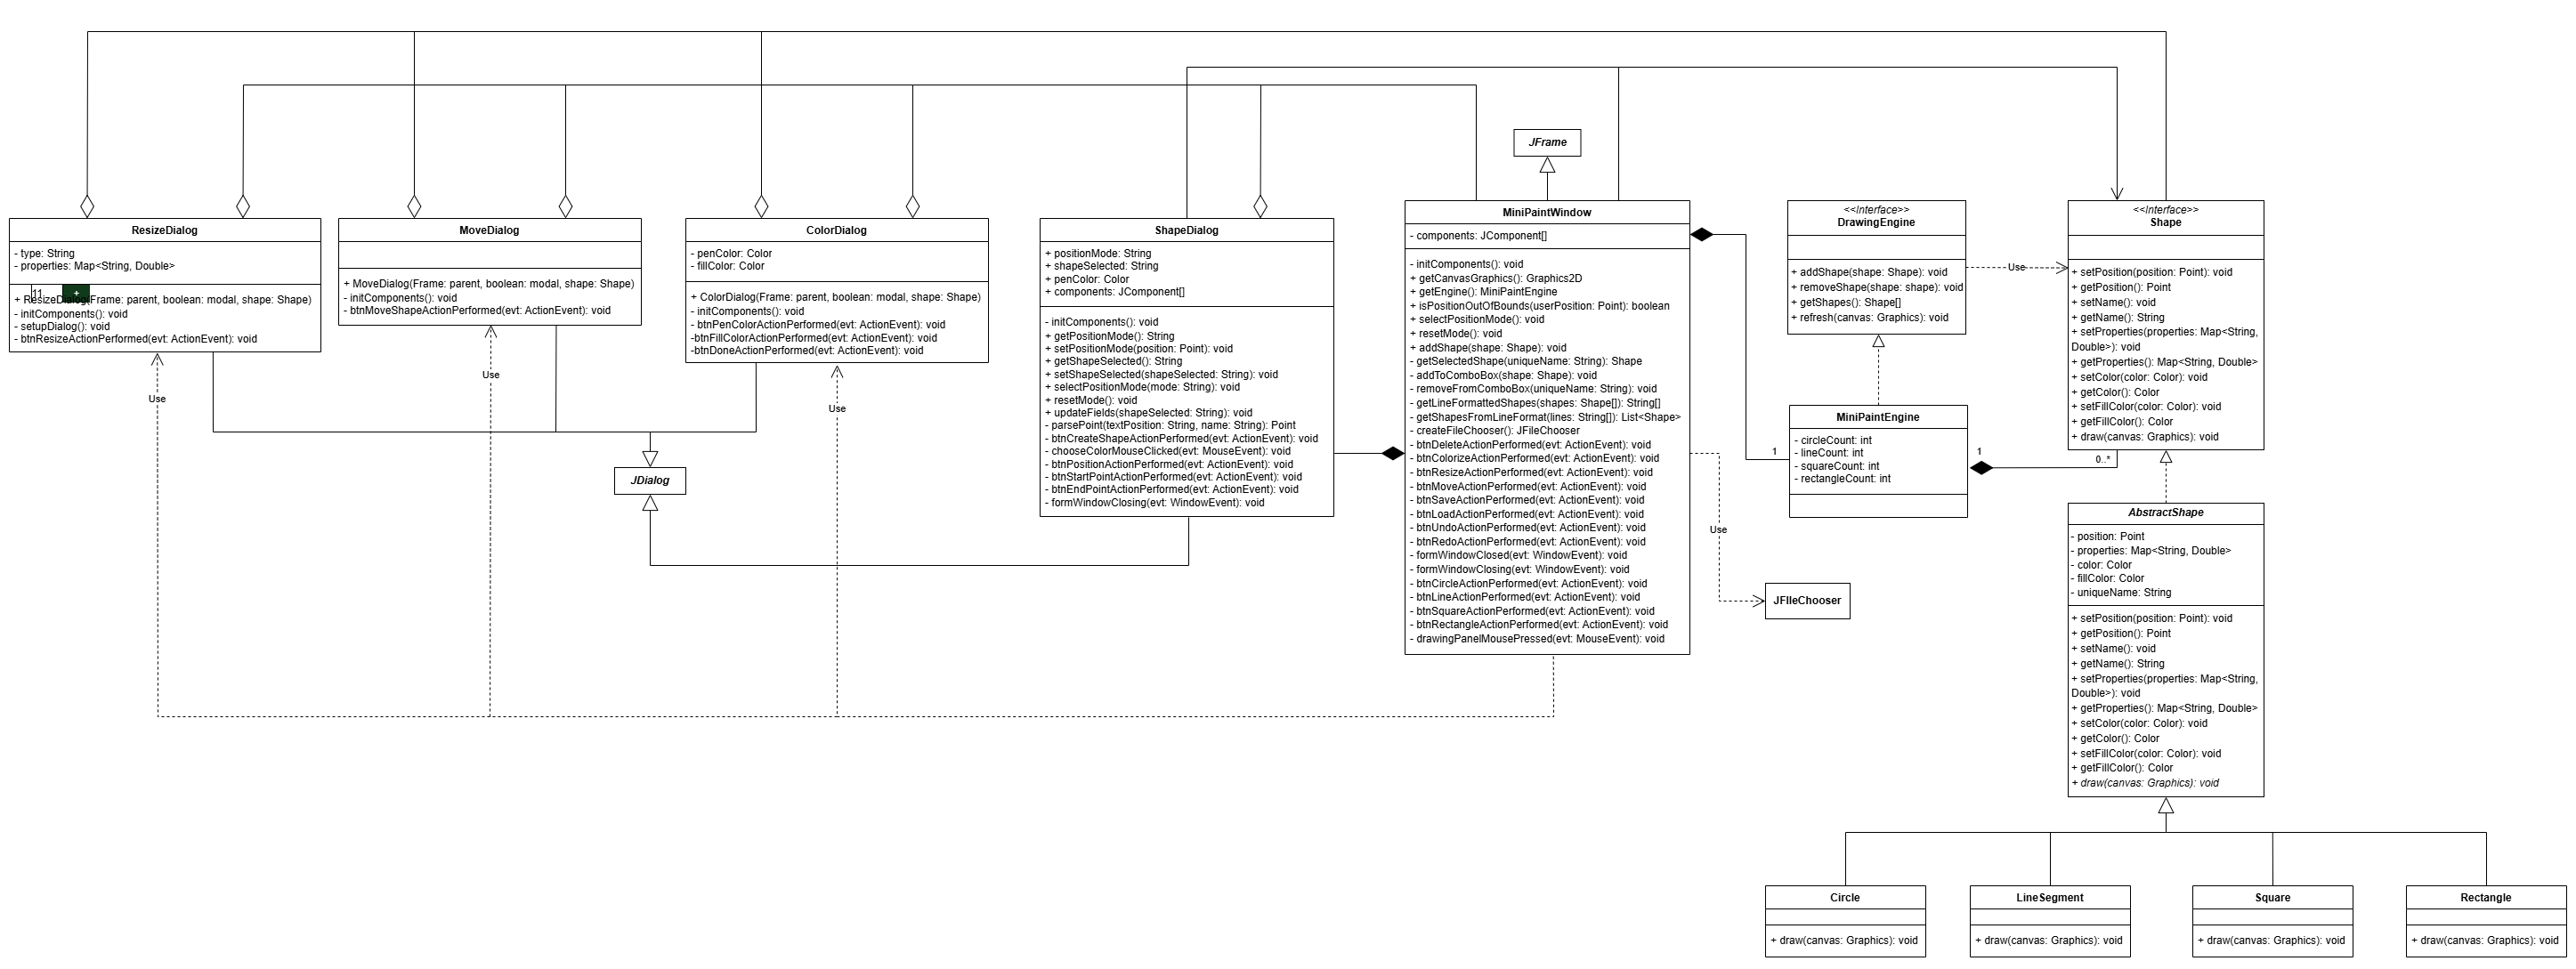 JFrame
ResizeDialog
- type: String
- properties: Map<String, Double>
11
+
+ ResizeDialog(Frame: parent, boolean: modal, shape: Shape)
- initComponents(): void
- setupDialog(): void
- btnResizeActionPerformed(evt: ActionEvent): void
MoveDialog
+ MoveDialog(Frame: parent, boolean: modal, shape: Shape)
- initComponents(): void
- btnMoveShapeActionPerformed(evt: ActionEvent): void
ColorDialog
- penColor: Color
- fillColor: Color
+ ColorDialog(Frame: parent, boolean: modal, shape: Shape)
- initComponents(): void
- btnPenColorActionPerformed(evt: ActionEvent): void
-btnFillColorActionPerformed(evt: ActionEvent): void
-btnDoneActionPerformed(evt: ActionEvent): void
ShapeDialog
+ positionMode: String
+ shapeSelected: String
+ penColor: Color
+ components: JComponent[]
- initComponents(): void
+ getPositionMode(): String
+ setPositionMode(position: Point): void
+ getShapeSelected(): String
+ setShapeSelected(shapeSelected: String): void
+ selectPositionMode(mode: String): void
+ resetMode(): void
+ updateFields(shapeSelected: String): void
- parsePoint(textPosition: String, name: String): Point
- btnCreateShapeActionPerformed(evt: ActionEvent): void
- chooseColorMouseClicked(evt: MouseEvent): void
- btnPositionActionPerformed(evt: ActionEvent): void
- btnStartPointActionPerformed(evt: ActionEvent): void
- btnEndPointActionPerformed(evt: ActionEvent): void
- formWindowClosing(evt: WindowEvent): void
MiniPaintWindow
- components: JComponent[]
- initComponents(): void
+ getCanvasGraphics(): Graphics2D
+ getEngine(): MiniPaintEngine
+ isPositionOutOfBounds(userPosition: Point): boolean
+ selectPositionMode(): void
+ resetMode(): void
+ addShape(shape: Shape): void
- getSelectedShape(uniqueName: String): Shape
- addToComboBox(shape: Shape): void
- removeFromComboBox(uniqueName: String): void
- getLineFormattedShapes(shapes: Shape[]): String[]
- getShapesFromLineFormat(lines: String[]): List<Shape>
- createFileChooser(): JFileChooser
- btnDeleteActionPerformed(evt: ActionEvent): void
- btnColorizeActionPerformed(evt: ActionEvent): void
- btnResizeActionPerformed(evt: ActionEvent): void
- btnMoveActionPerformed(evt: ActionEvent): void
- btnSaveActionPerformed(evt: ActionEvent): void
- btnLoadActionPerformed(evt: ActionEvent): void
- btnUndoActionPerformed(evt: ActionEvent): void
- btnRedoActionPerformed(evt: ActionEvent): void
- formWindowClosed(evt: WindowEvent): void
- formWindowClosing(evt: WindowEvent): void
- btnCircleActionPerformed(evt: ActionEvent): void
- btnLineActionPerformed(evt: ActionEvent): void
- btnSquareActionPerformed(evt: ActionEvent): void
- btnRectangleActionPerformed(evt: ActionEvent): void
- drawingPanelMousePressed(evt: MouseEvent): void
<<Interface>>
DrawingEngine
+ addShape(shape: Shape): void
+ removeShape(shape: shape): void
+ getShapes(): Shape[]
+ refresh(canvas: Graphics): void
Use
<<Interface>>
Shape
+ setPosition(position: Point): void
+ getPosition(): Point
+ setName(): void
+ getName(): String
+ setProperties(properties: Map<String,
Double>): void
+ getProperties(): Map<String, Double>
+ setColor(color: Color): void
+ getColor(): Color
+ setFillColor(color: Color): void
+ getFillColor(): Color
+ draw(canvas: Graphics): void
Use
Use
Use
MiniPaintEngine
- circleCount: int
- lineCount: int
- squareCount: int
- rectangleCount: int
1
1
0..*
JDialog
Use
JFIleChooser
AbstractShape
- position: Point
- properties: Map<String, Double>
- color: Color
- fillColor: Color
- uniqueName: String
+ setPosition(position: Point): void
+ getPosition(): Point
+ setName(): void
+ getName(): String
+ setProperties(properties: Map<String,
Double>): void
+ getProperties(): Map<String, Double>
+ setColor(color: Color): void
+ getColor(): Color
+ setFillColor(color: Color): void
+ getFillColor(): Color
+ draw(canvas: Graphics): void
Circle
+ draw(canvas: Graphics): void
LineSegment
+ draw(canvas: Graphics): void
Square
+ draw(canvas: Graphics): void
Rectangle
+ draw(canvas: Graphics): void